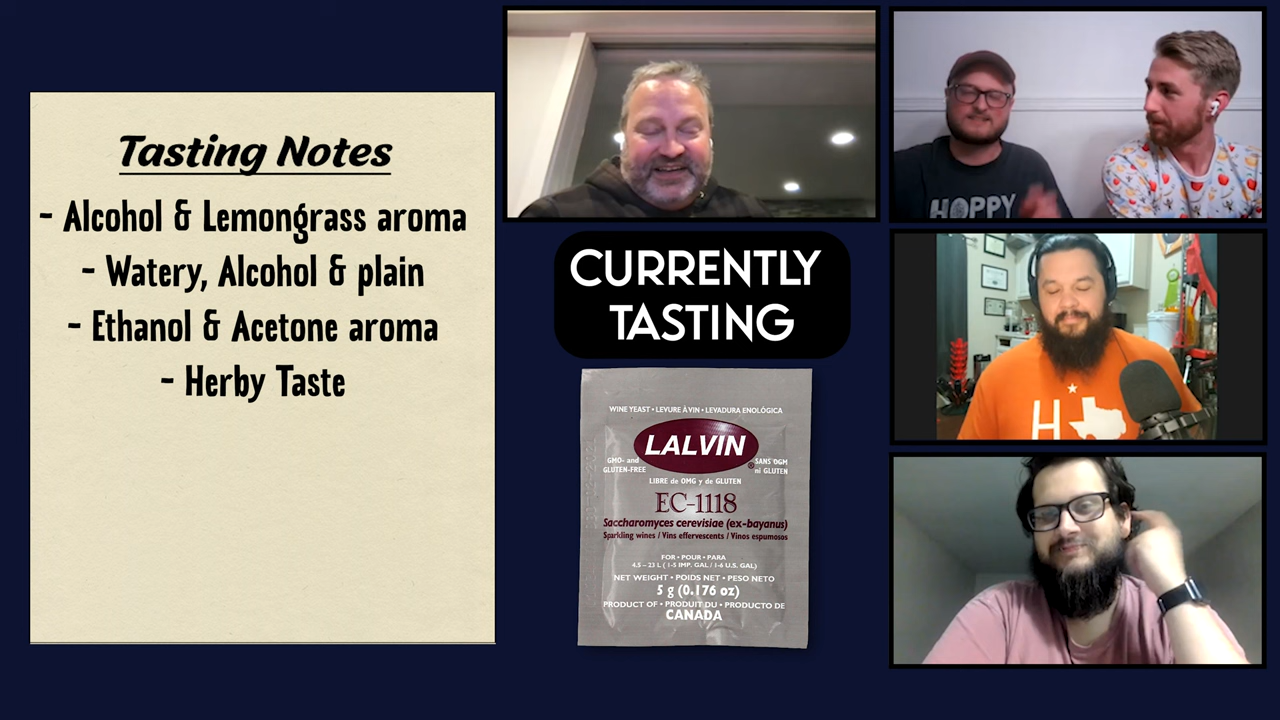 Tasting Notes
- Alcohol & Lemongrass aroma
- Watery, Alcohol & plain
- Ethanol & Acetone aroma
- Herby Taste
HOPPY
CURRENTLY
TASTING
H
WINE YEAST • LEVURE À VIN • LEVADURA ENOLÓGICA
LALVIN
GMO- and
GLUTEN-FREE
SANS OGM
ni GLUTEN
LIBRE de OMG y de GLUTEN
EC-1118
Saccharomyces cerevisiae (ex-bayanus)
Sparkling wines / Vins effervescents / Vinos espumosos
FOR • POUR • PARA
4.5 – 23 L ( 1-5 IMP. GAL / 1-6 U.S. GAL)
NET WEIGHT • POIDS NET • PESO NETO
5 g (0.176 oz)
PRODUCT OF • PRODUIT DU • PRODUCTO DE
CANADA